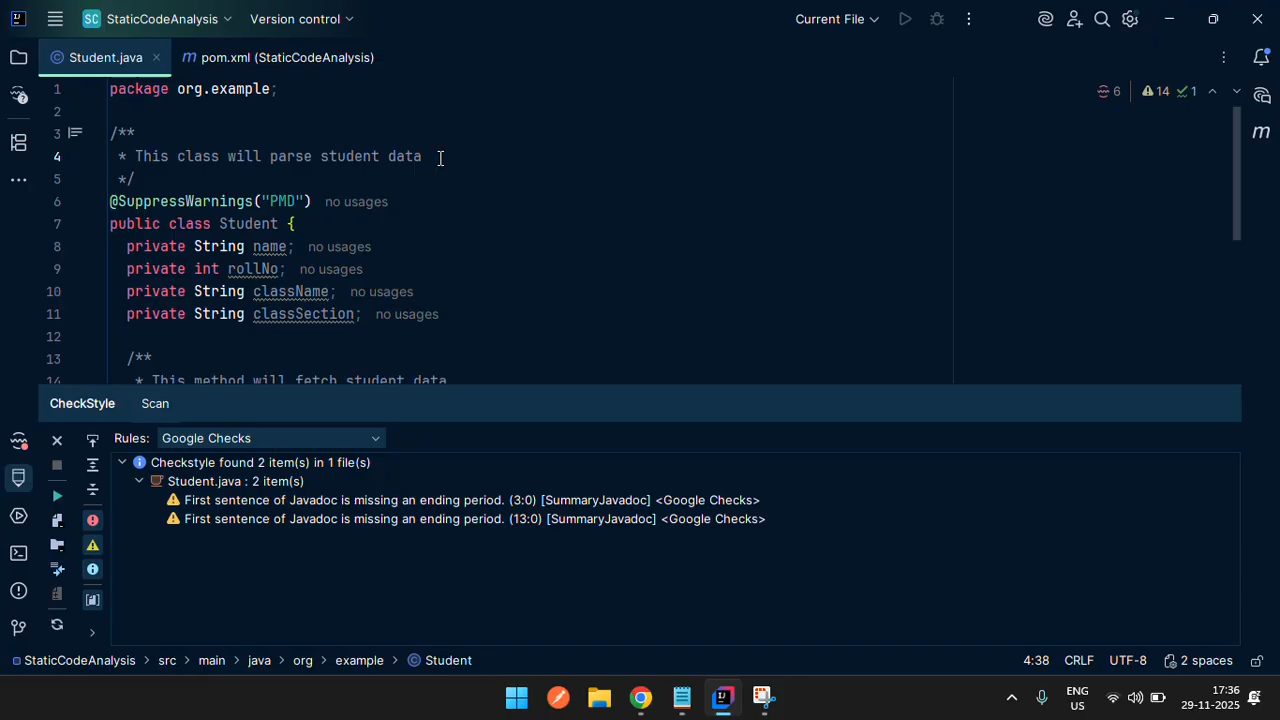 SC StaticCodeAnalysis Version control Current File
Student.java m pom.xml (StaticCodeAnalysis)
6 14 1
1 package org.example;
2
3 /**
4 * This class will parse student data
5 */
6 @SuppressWarnings("PMD") no usages
7 public class Student {
8 private String name; no usages
9 private int rollNo; no usages
10 private String className; no usages
11 private String classSection; no usages
12
13 /**
14 * This method will fetch student data
CheckStyle Scan
Rules: Google Checks
Checkstyle found 2 item(s) in 1 file(s)
Student.java : 2 item(s)
First sentence of Javadoc is missing an ending period. (3:0) [SummaryJavadoc] <Google Checks>
First sentence of Javadoc is missing an ending period. (13:0) [SummaryJavadoc] <Google Checks>
StaticCodeAnalysis > src > main > java > org > example > Student 4:38 CRLF UTF-8 2 spaces
ENG US 17:36 29-11-2025